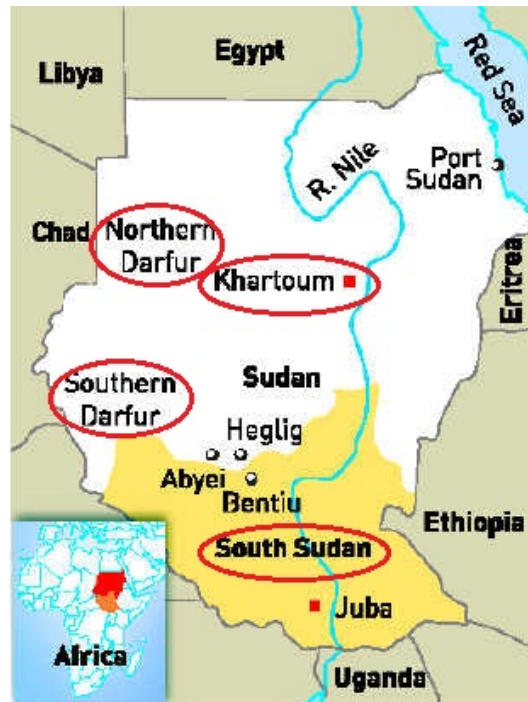 Egypt
Libya
Red Sea
R. Nile
Port
Sudan
Chad
Northern
Darfur
Khartoum
Eritrea
Southern
Darfur
Sudan
Heglig
Abyei
Bentiu
Ethiopia
South Sudan
Juba
Africa
Uganda